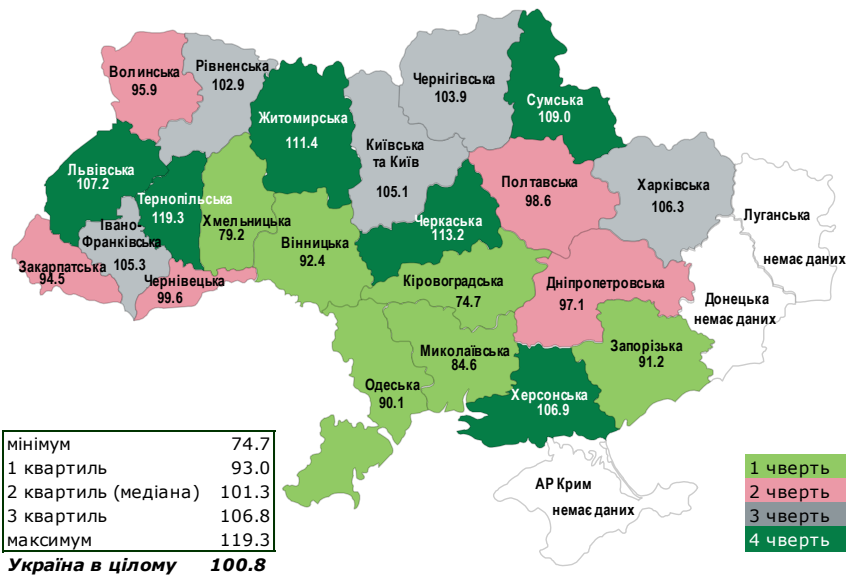 Волинська
95.9
Рівненська
102.9
Житомирська
111.4
Київська
та Київ
105.1
Чернігівська
103.9
Сумська
109.0
Львівська
107.2
Тернопільська
119.3
Хмельницька
79.2
Вінницька
92.4
Черкаська
113.2
Полтавська
98.6
Харківська
106.3
Луганська
немає даних
Івано-
Франківська
105.3
Закарпатська
94.5
Чернівецька
99.6
Кіровоградська
74.7
Дніпропетровська
97.1
Донецька
немає даних
Миколаївська
84.6
Запорізька
91.2
Одеська
90.1
Херсонська
106.9
АР Крим
немає даних
мінімум 74.7
1 квартиль 93.0
2 квартиль (медіана) 101.3
3 квартиль 106.8
максимум 119.3
Україна в цілому 100.8
1 чверть
2 чверть
3 чверть
4 чверть